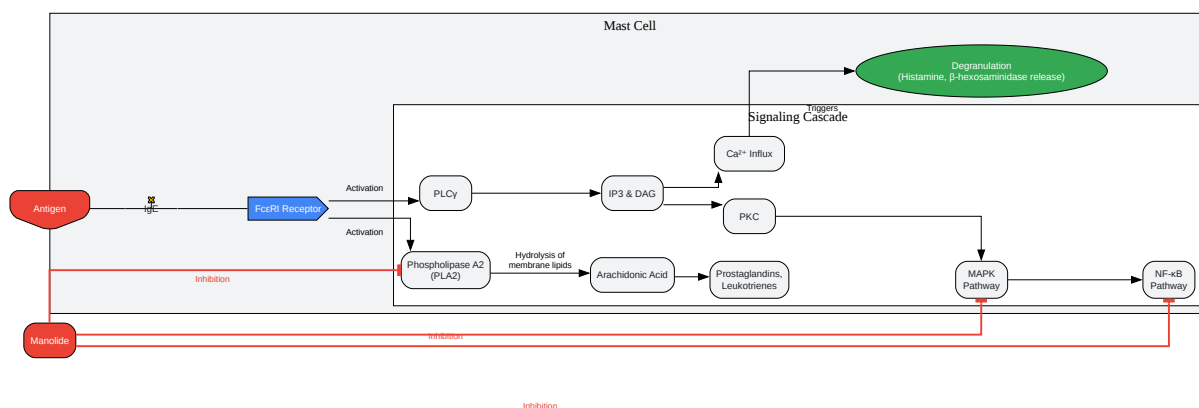 Mast Cell
Degranulation
(Histamine, β-hexosaminidase release)
Triggers
Signaling Cascade
Ca²⁺ Influx
Activation
PLCγ
IP3 & DAG
Antigen
IgE
FcεRI Receptor
PKC
Activation
Phospholipase A2
(PLA2)
Hydrolysis of
membrane lipids
Arachidonic Acid
Prostaglandins,
Leukotrienes
MAPK
Pathway
NF-κB
Pathway
Inhibition
Manolide
Inhibition
Inhibition